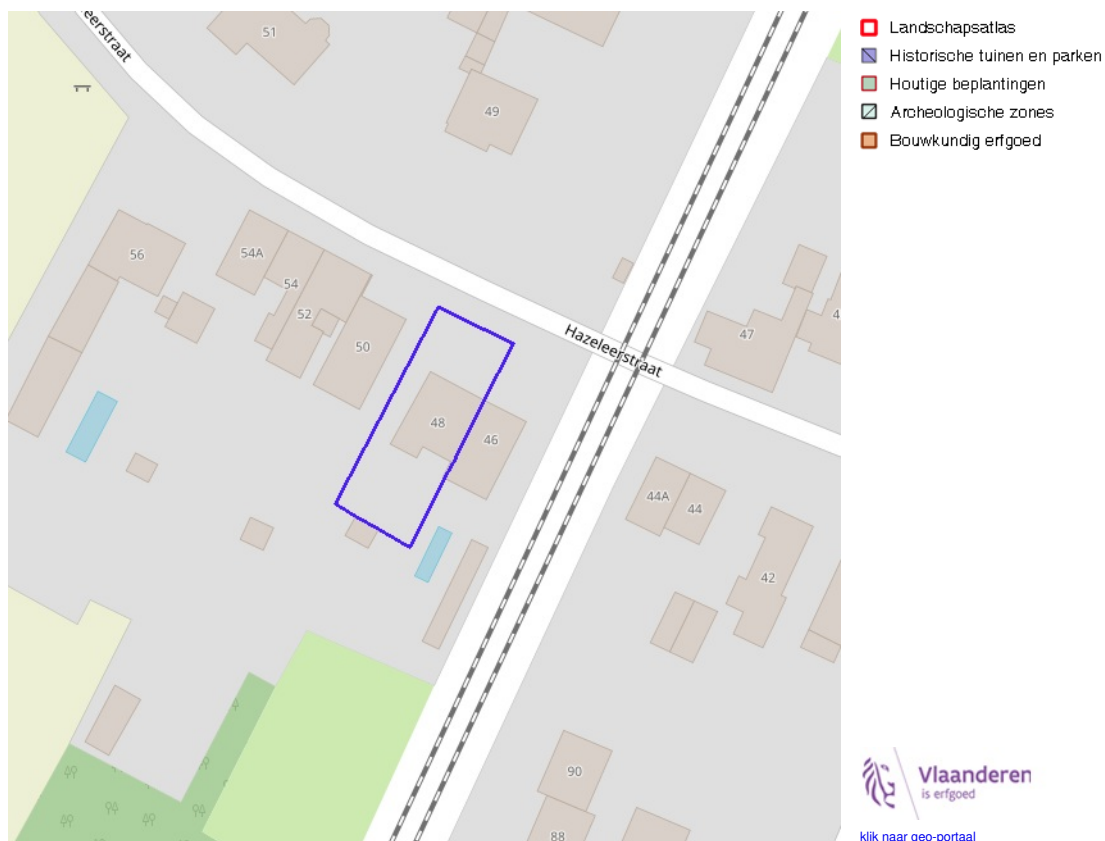 eerstraat
51
49
56
54A
54
52
50
48
46
Hazeleerstraat
47
44A
44
42
90
88
Landschapsatlas
Historische tuinen en parken
Houtige beplantingen
Archeologische zones
Bouwkundig erfgoed
Vlaanderen
is erfgoed
klik naar geo-portaal